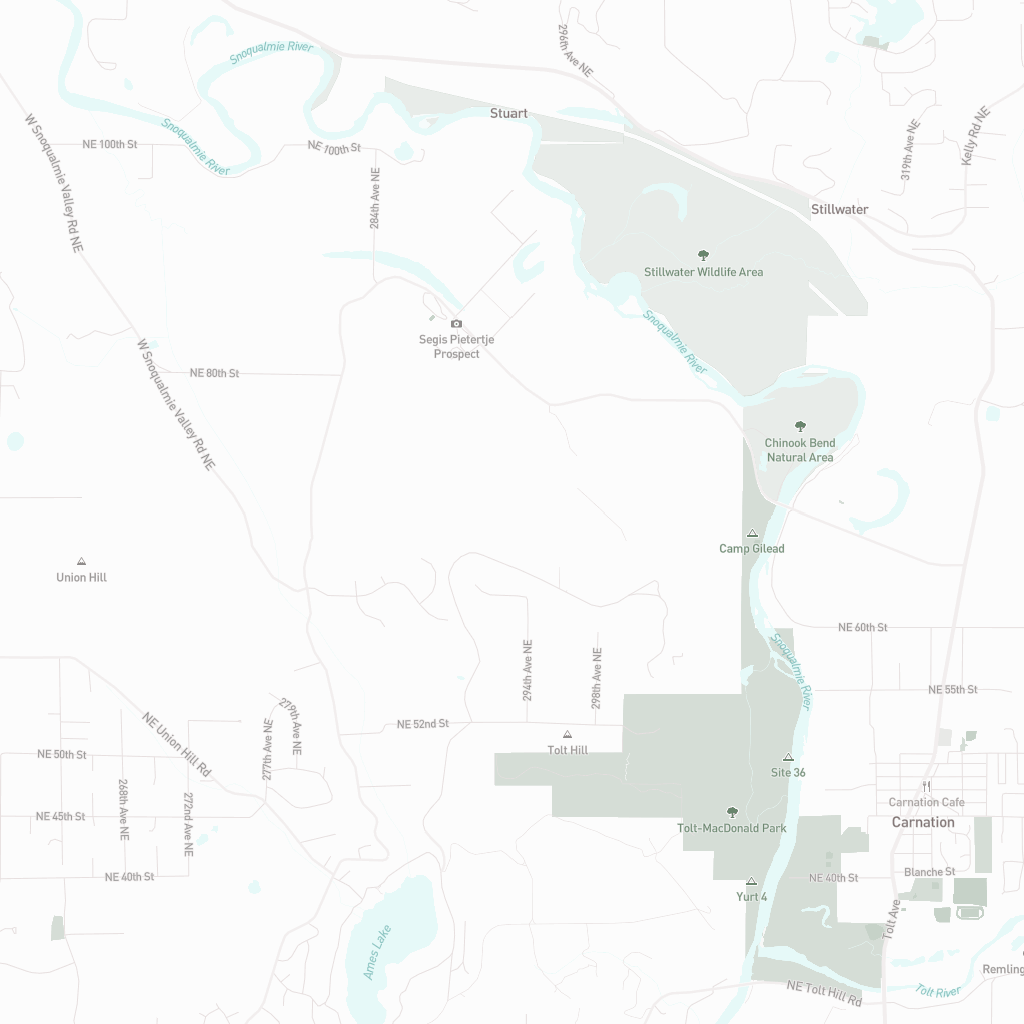 296th Ave NE
Snoqualmie River
Stuart
Kelly Rd NE
319th Ave NE
W Snoqualmie Valley Rd NE
NE 100th St
Snoqualmie River
NE 100th St
284th Ave NE
Stillwater
Stillwater Wildlife Area
Segis Pietertje
Prospect
Snoqualmie River
NE 80th St
W Snoqualmie Valley Rd NE
Chinook Bend
Natural Area
Camp Gilead
Union Hill
NE 60th St
Snoqualmie River
294th Ave NE
298th Ave NE
NE 55th St
279th Ave NE
NE 52nd St
NE Union Hill Rd
277th Ave NE
Tolt Hill
NE 50th St
Site 36
268th Ave NE
272nd Ave NE
Carnation Cafe
Carnation
NE 45th St
Tolt-MacDonald Park
NE 40th St
NE 40th St
Blanche St
Yurt 4
Tolt Ave
Ames Lake
Remling
NE Tolt Hill Rd
Tolt River